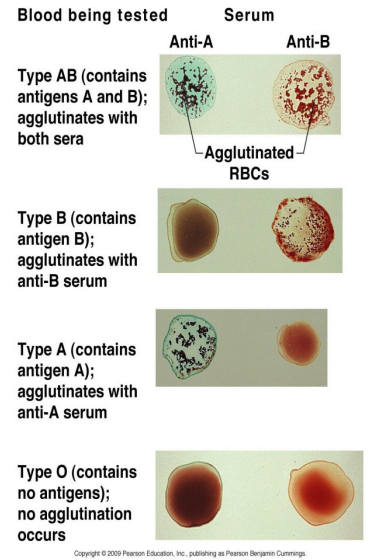 Blood being tested
Serum
Anti-A
Anti-B
Type AB (contains
antigens A and B);
agglutinates with
both sera
Agglutinated
RBCs
Type B (contains
antigen B);
agglutinates with
anti-B serum
Type A (contains
antigen A);
agglutinates with
anti-A serum
Type O (contains
no antigens);
no agglutination
occurs
Copyright © 2009 Pearson Education, Inc., publishing as Pearson Benjamin Cummings.